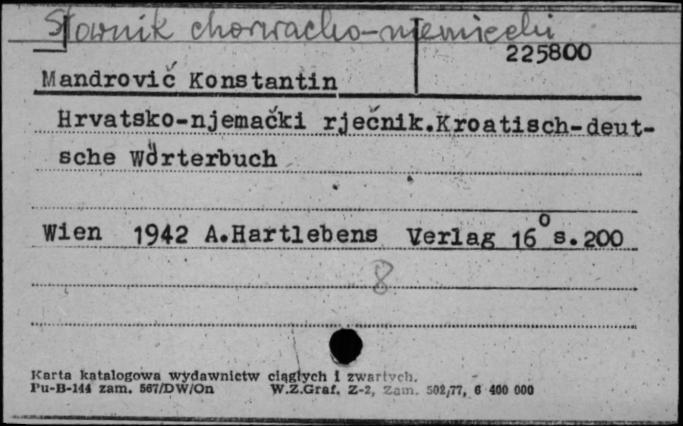 Słownik chorwacko-niemiecki
225800
Mandrović Konstantin
Hrvatsko-njemački rječnik.Kroatisch-deut-
sche Wörterbuch
Wien 1942 A.Hartlebens Verlag 16° s.200
8
Karta katalogowa wydawnictw ciągłych i zwartych.
Pu-B-144 zam. 567/DW/On W.Z.Graf. Z-2, Zam. 502/77, 6 400 000